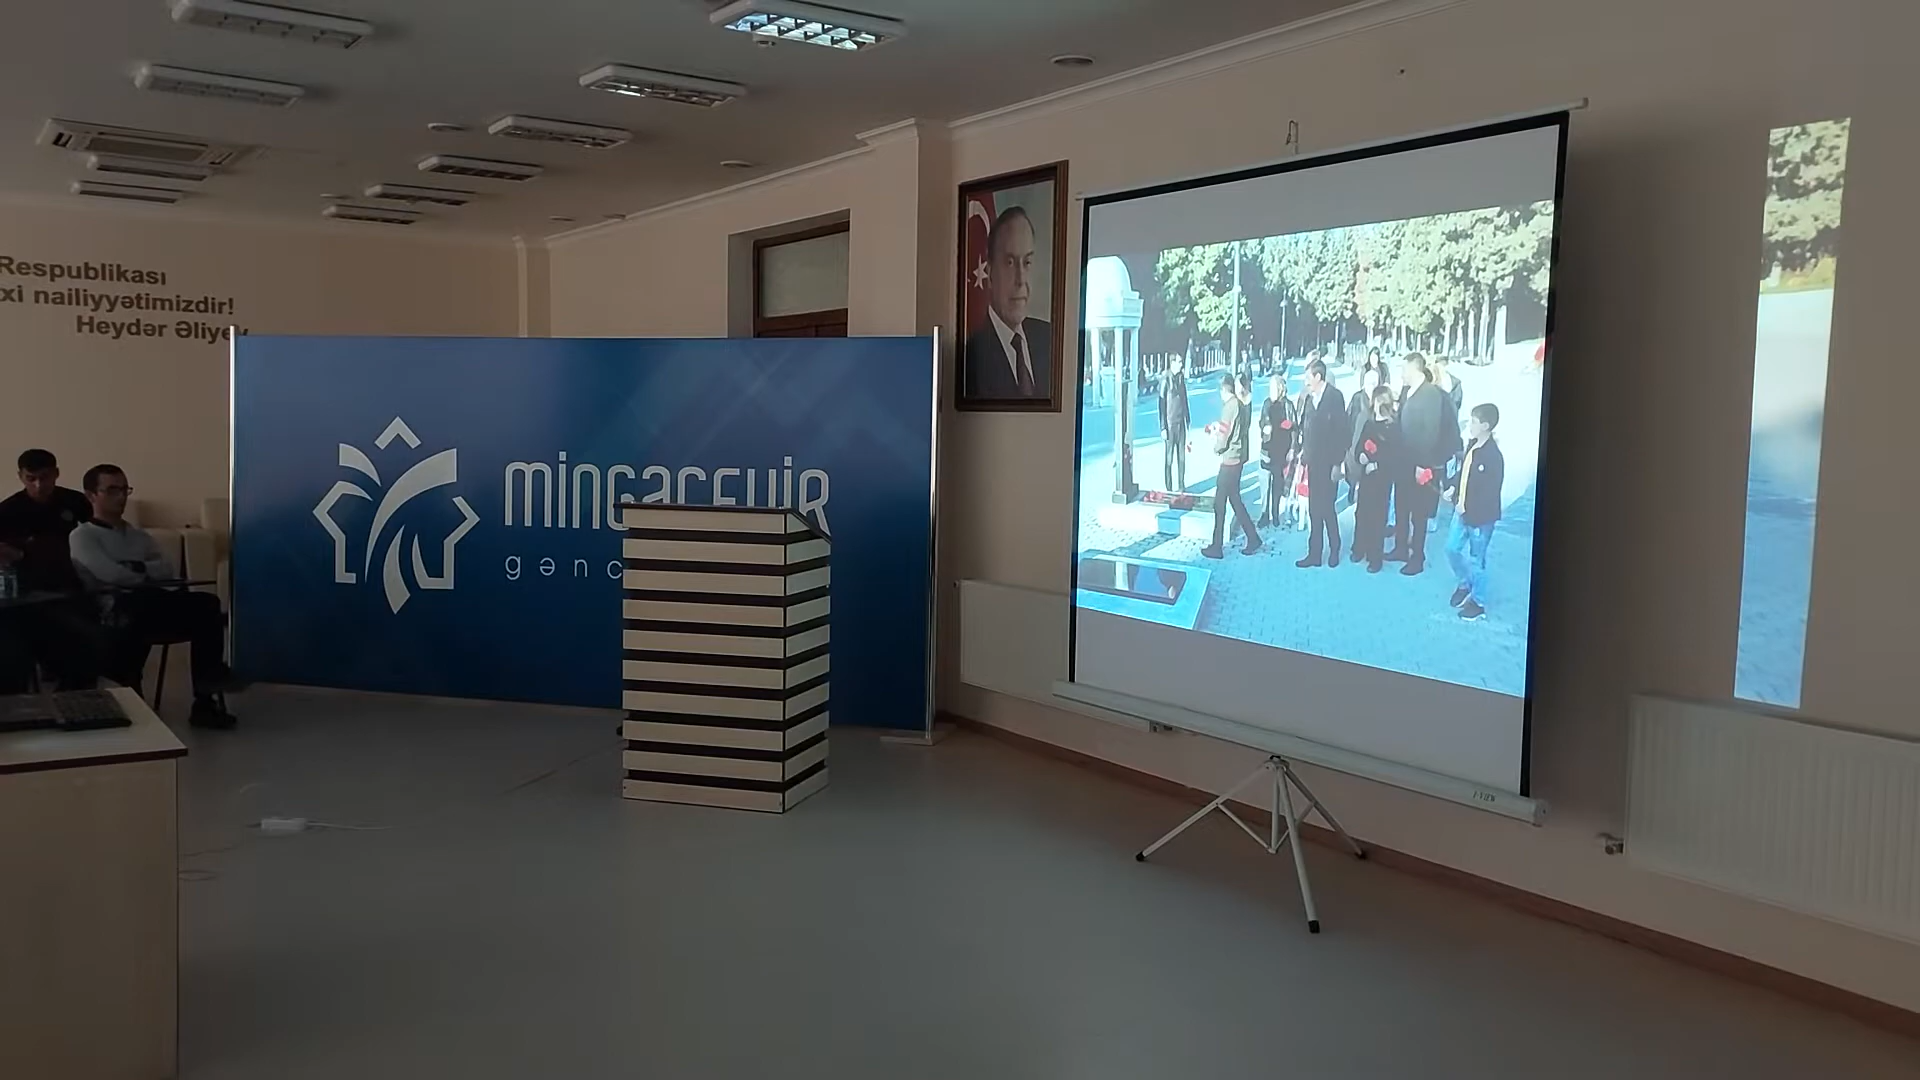 Respublikası
xi nailiyyətimizdir!
Heydər Əliyev
mingəçevir
gənc